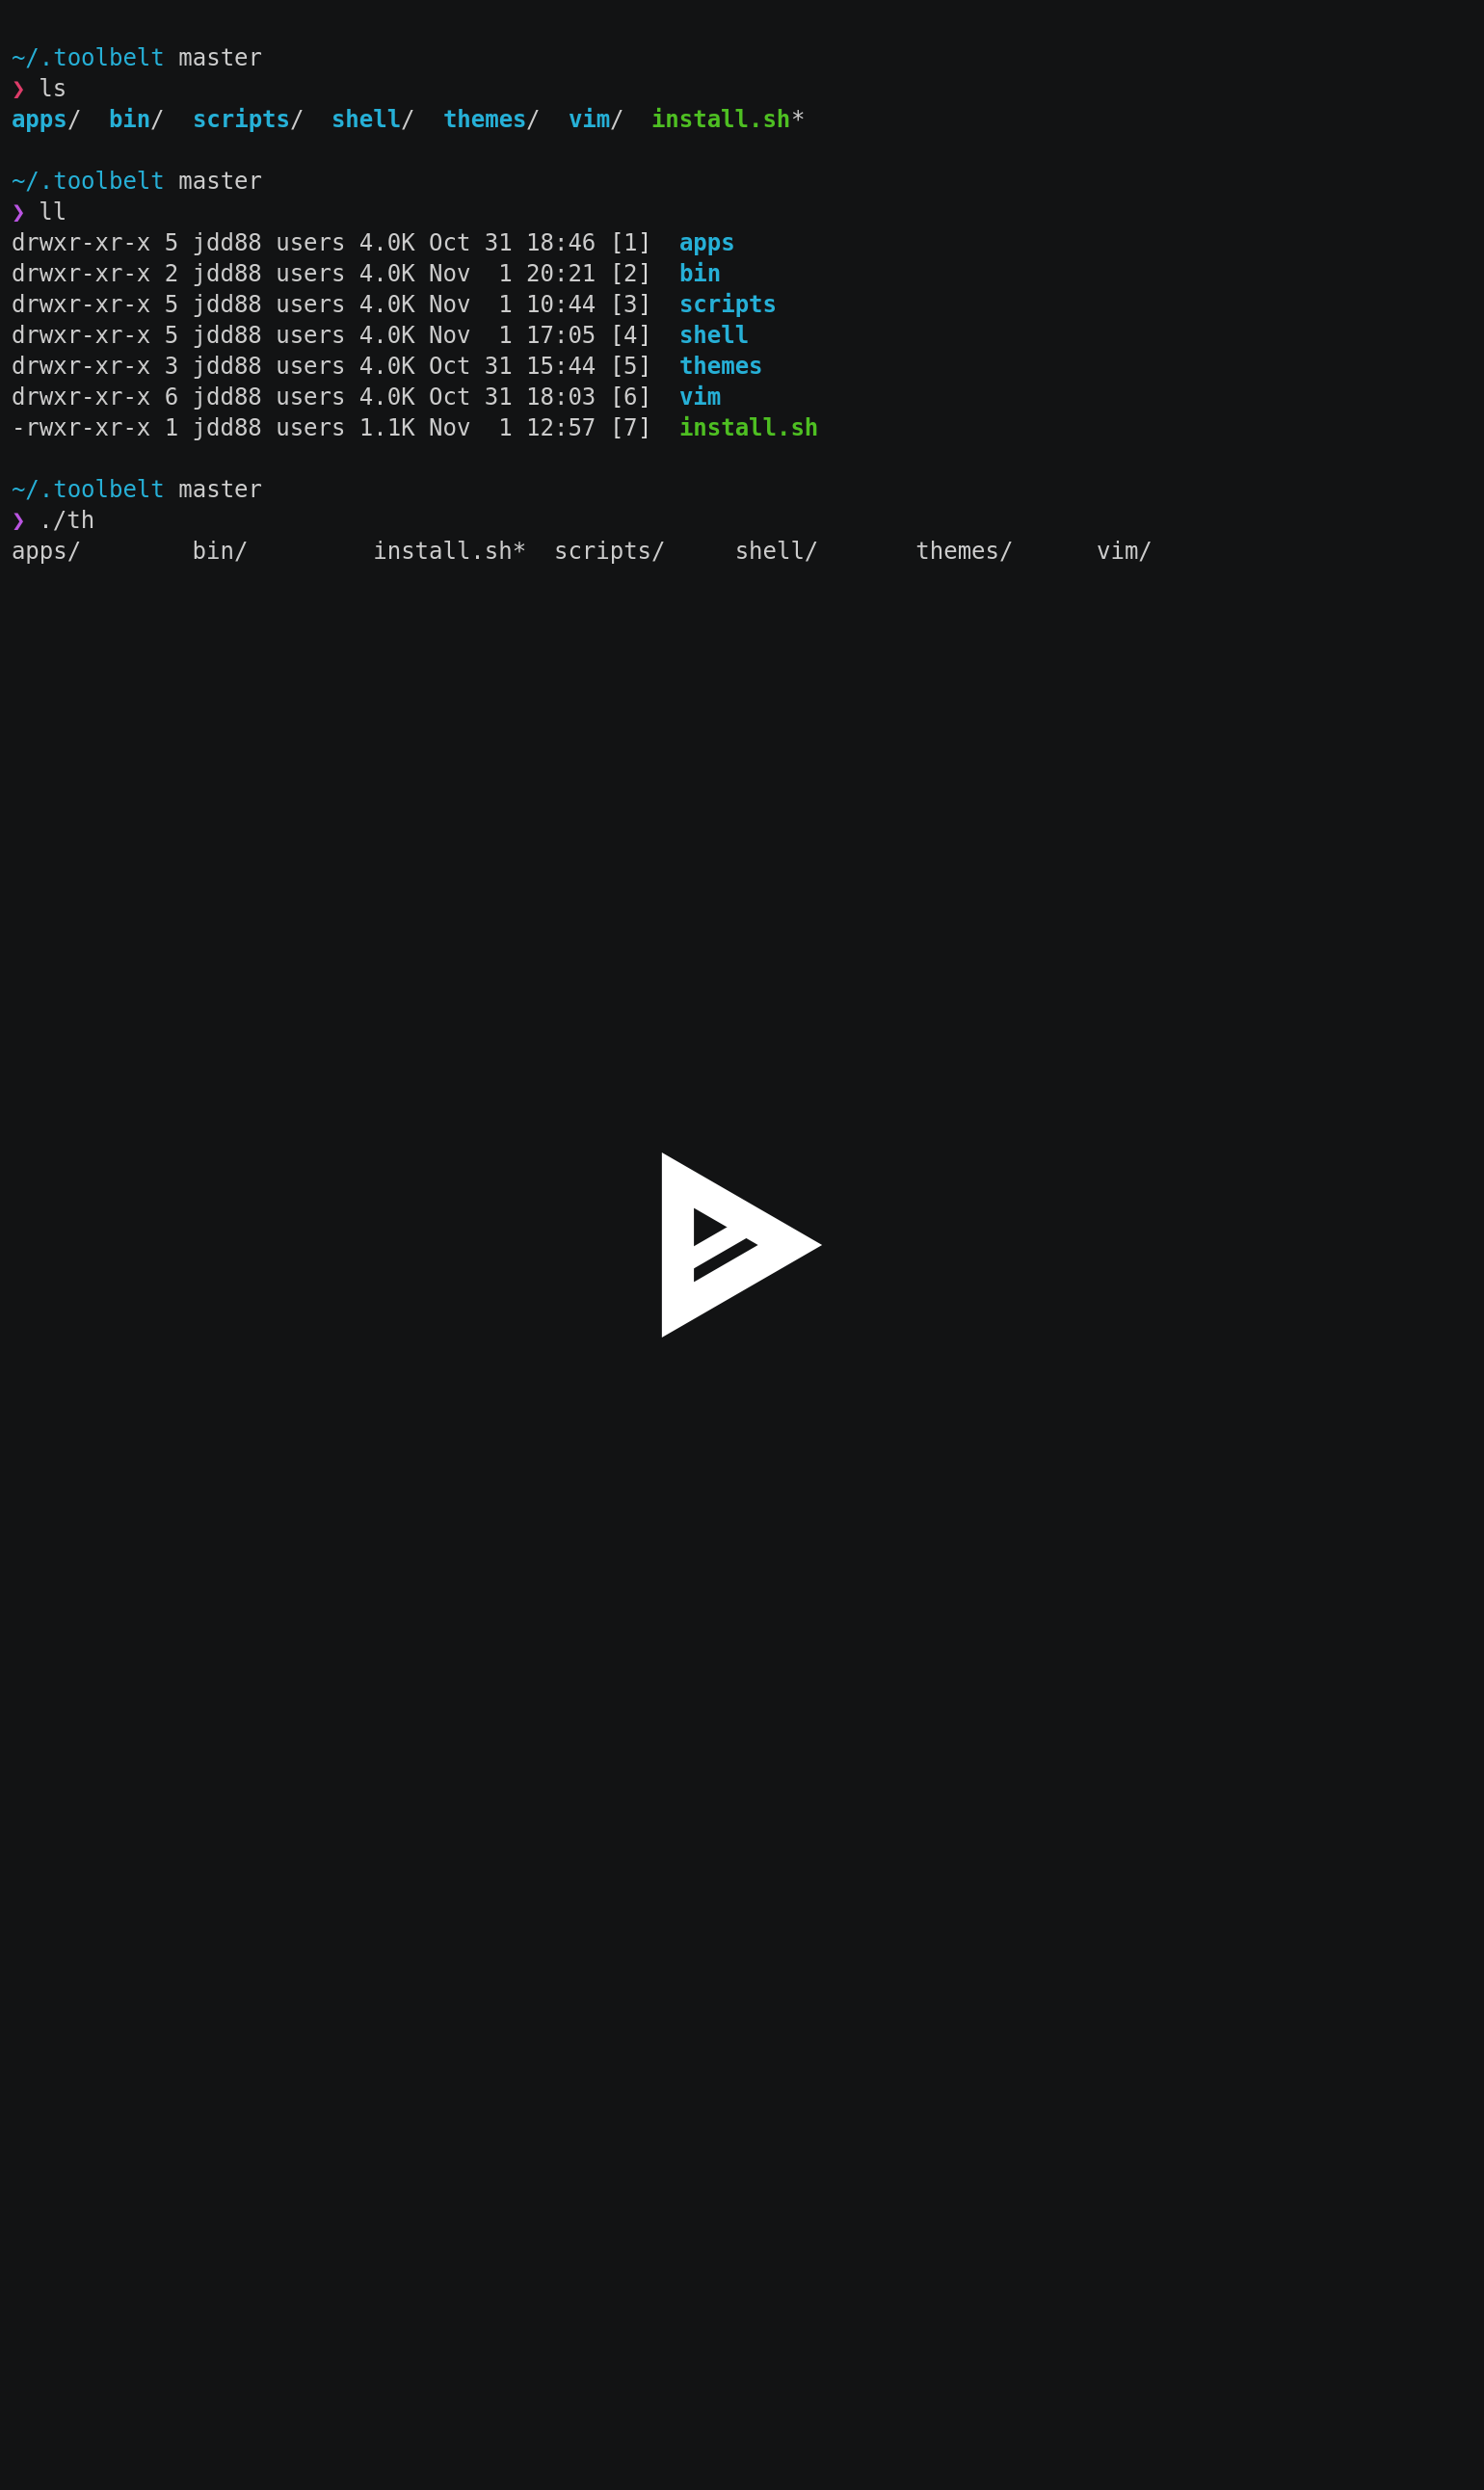 ~/.toolbelt master
❯ ls
apps/  bin/  scripts/  shell/  themes/  vim/  install.sh*
~/.toolbelt master
❯ ll
drwxr-xr-x 5 jdd88 users 4.0K Oct 31 18:46 [1]  apps
drwxr-xr-x 2 jdd88 users 4.0K Nov  1 20:21 [2]  bin
drwxr-xr-x 5 jdd88 users 4.0K Nov  1 10:44 [3]  scripts
drwxr-xr-x 5 jdd88 users 4.0K Nov  1 17:05 [4]  shell
drwxr-xr-x 3 jdd88 users 4.0K Oct 31 15:44 [5]  themes
drwxr-xr-x 6 jdd88 users 4.0K Oct 31 18:03 [6]  vim
-rwxr-xr-x 1 jdd88 users 1.1K Nov  1 12:57 [7]  install.sh
~/.toolbelt master
❯ ./th
apps/        bin/         install.sh*  scripts/     shell/       themes/      vim/